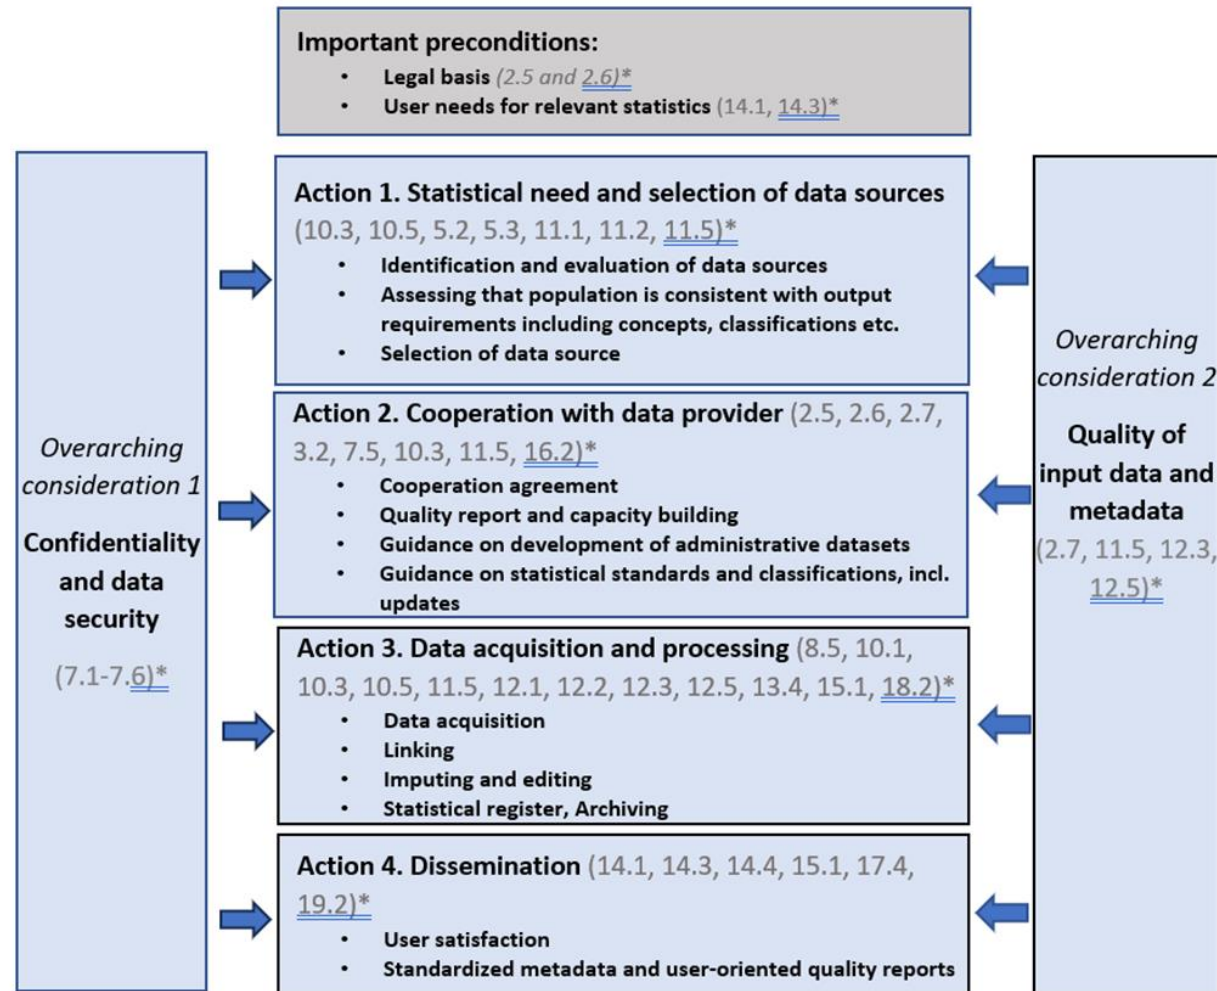 Important preconditions:
• Legal basis (2.5 and 2.6)*
• User needs for relevant statistics (14.1, 14.3)*
Overarching
consideration 1
Confidentiality
and data
security
(7.1-7.6)*
Action 1. Statistical need and selection of data sources
(10.3, 10.5, 5.2, 5.3, 11.1, 11.2, 11.5)*
• Identification and evaluation of data sources
• Assessing that population is consistent with output
requirements including concepts, classifications etc.
• Selection of data source
Action 2. Cooperation with data provider (2.5, 2.6, 2.7,
3.2, 7.5, 10.3, 11.5, 16.2)*
• Cooperation agreement
• Quality report and capacity building
• Guidance on development of administrative datasets
• Guidance on statistical standards and classifications, incl.
updates
Action 3. Data acquisition and processing (8.5, 10.1,
10.3, 10.5, 11.5, 12.1, 12.2, 12.3, 12.5, 13.4, 15.1, 18.2)*
• Data acquisition
• Linking
• Imputing and editing
• Statistical register, Archiving
Action 4. Dissemination (14.1, 14.3, 14.4, 15.1, 17.4,
19.2)*
• User satisfaction
• Standardized metadata and user-oriented quality reports
Overarching
consideration 2
Quality of
input data and
metadata
(2.7, 11.5, 12.3,
12.5)*